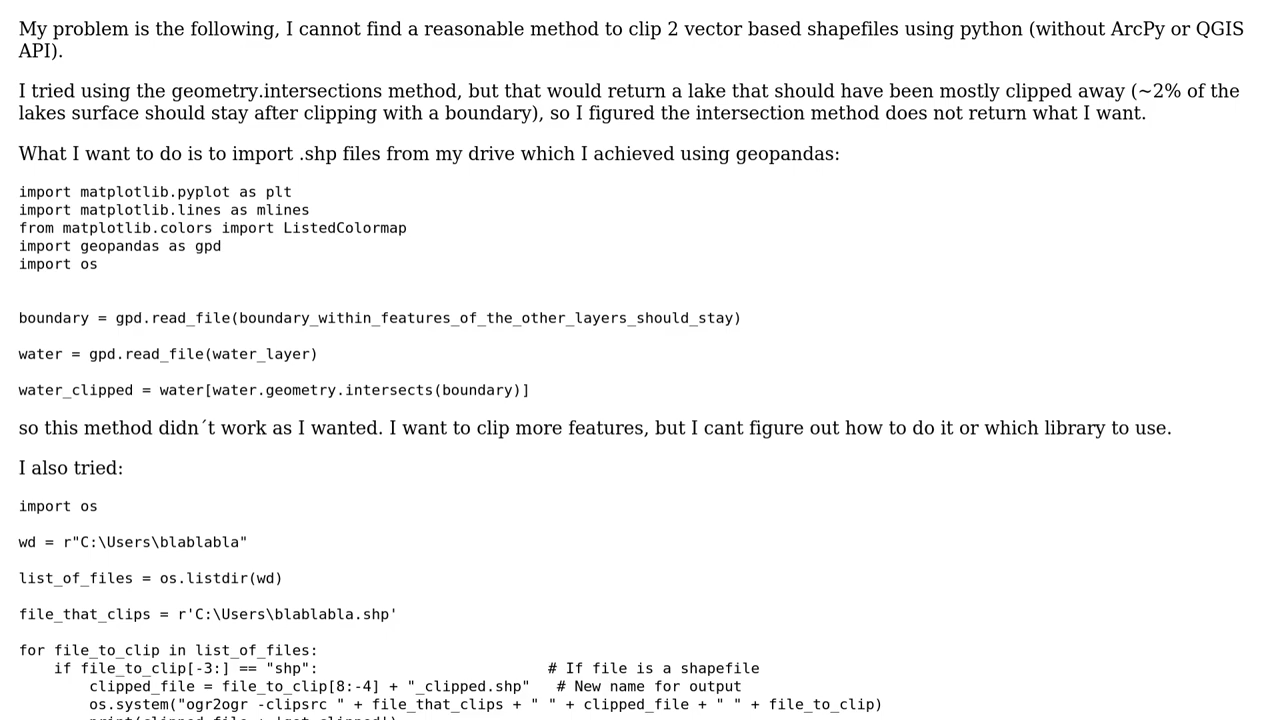 My problem is the following, I cannot find a reasonable method to clip 2 vector based shapefiles using python (without ArcPy or QGIS
API).
I tried using the geometry.intersections method, but that would return a lake that should have been mostly clipped away (~2% of the
lakes surface should stay after clipping with a boundary), so I figured the intersection method does not return what I want.
What I want to do is to import .shp files from my drive which I achieved using geopandas:
import matplotlib.pyplot as plt
import matplotlib.lines as mlines
from matplotlib.colors import ListedColormap
import geopandas as gpd
import os
boundary = gpd.read_file(boundary_within_features_of_the_other_layers_should_stay)
water = gpd.read_file(water_layer)
water_clipped = water[water.geometry.intersects(boundary)]
so this method didn´t work as I wanted. I want to clip more features, but I cant figure out how to do it or which library to use.
I also tried:
import os
wd = r"C:\Users\blablabla"
list_of_files = os.listdir(wd)
file_that_clips = r'C:\Users\blablabla.shp'
for file_to_clip in list_of_files:
    if file_to_clip[-3:] == "shp":                          # If file is a shapefile
        clipped_file = file_to_clip[8:-4] + "_clipped.shp"   # New name for output
        os.system("ogr2ogr -clipsrc " + file_that_clips + " " + clipped_file + " " + file_to_clip)